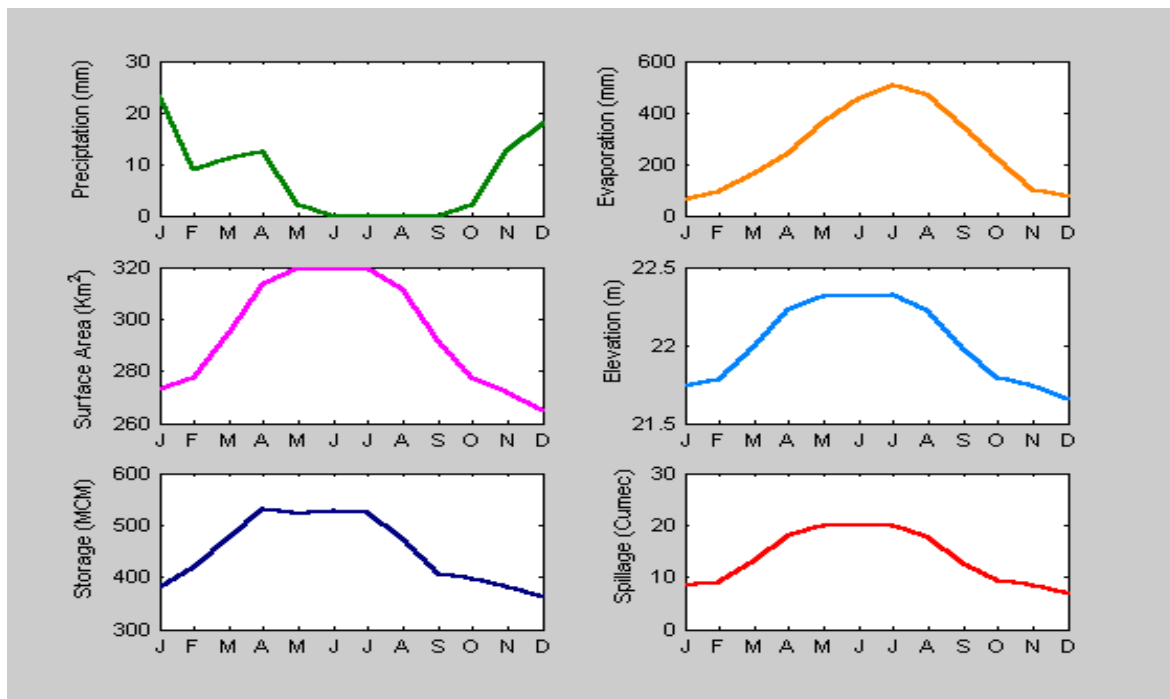 Preciptation (mm)
30
20
10
0
J F M A M J J A S O N D
Evaporation (mm)
600
400
200
0
J F M A M J J A S O N D
Surface Area (Km²)
320
300
280
260
J F M A M J J A S O N D
Elevation (m)
22.5
22
21.5
J F M A M J J A S O N D
Storage (MCM)
600
500
400
300
J F M A M J J A S O N D
Spillage (Cumec)
30
20
10
0
J F M A M J J A S O N D